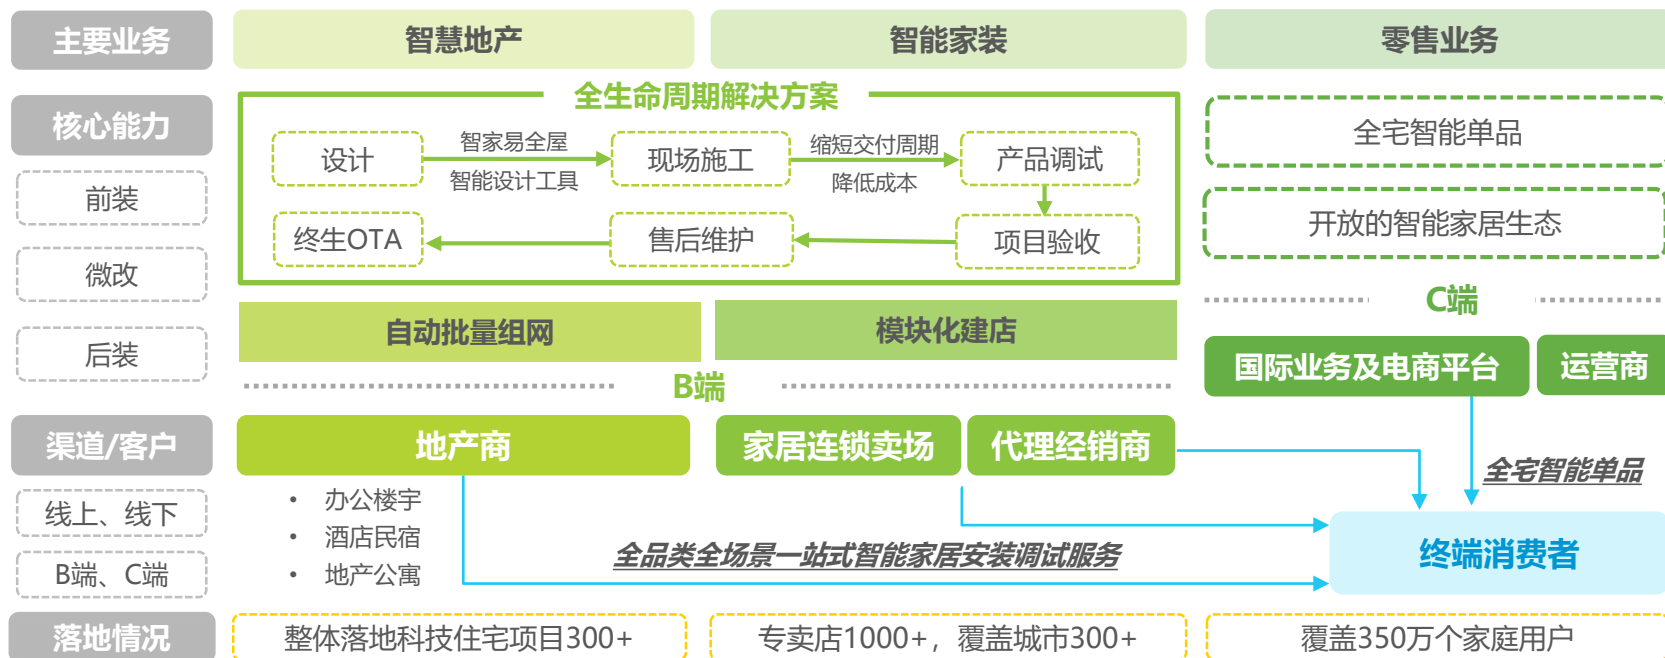 主要业务
智慧地产
智能家装
零售业务
核心能力
前装
微改
后装
全生命周期解决方案
设计
智家易全屋
智能设计工具
现场施工
缩短交付周期
降低成本
产品调试
终生OTA
售后维护
项目验收
全宅智能单品
开放的智能家居生态
自动批量组网
模块化建店
B端
C端
国际业务及电商平台
运营商
渠道/客户
线上、线下
B端、C端
地产商
家居连锁卖场
代理经销商
• 办公楼宇
• 酒店民宿
• 地产公寓
全宅智能单品
全品类全场景一站式智能家居安装调试服务
终端消费者
落地情况
整体落地科技住宅项目300+
专卖店1000+，覆盖城市300+
覆盖350万个家庭用户